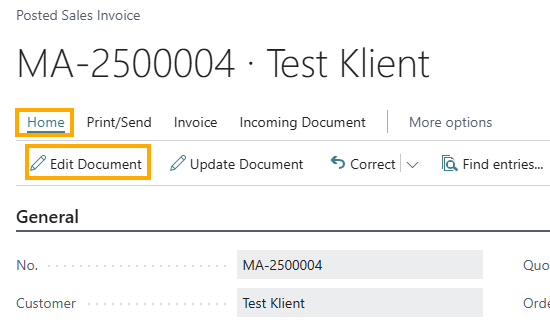 Posted Sales Invoice
MA-2500004 · Test Klient
Home Print/Send Invoice Incoming Document More options
Edit Document Update Document Correct Find entries...
General
No. MA-2500004 Quo
Customer Test Klient Orde